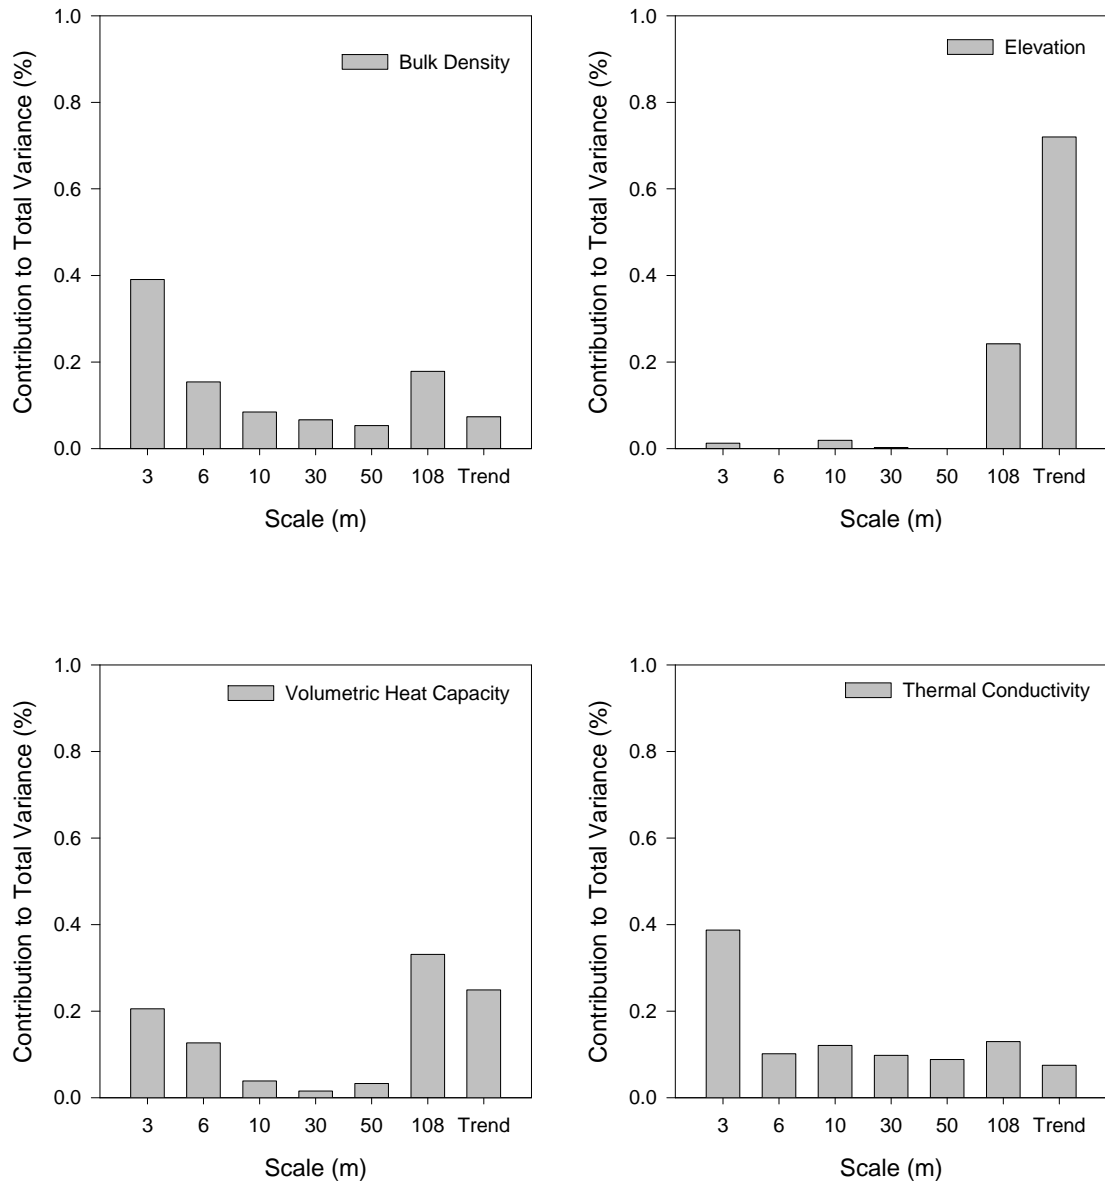 Contribution to Total Variance (%)
1.0
0.8
0.6
0.4
0.2
0.0
Bulk Density
3 6 10 30 50 108 Trend
Scale (m)
Contribution to Total Variance (%)
1.0
0.8
0.6
0.4
0.2
0.0
Elevation
3 6 10 30 50 108 Trend
Scale (m)
Contribution to Total Variance (%)
1.0
0.8
0.6
0.4
0.2
0.0
Volumetric Heat Capacity
3 6 10 30 50 108 Trend
Scale (m)
Contribution to Total Variance (%)
1.0
0.8
0.6
0.4
0.2
0.0
Thermal Conductivity
3 6 10 30 50 108 Trend
Scale (m)